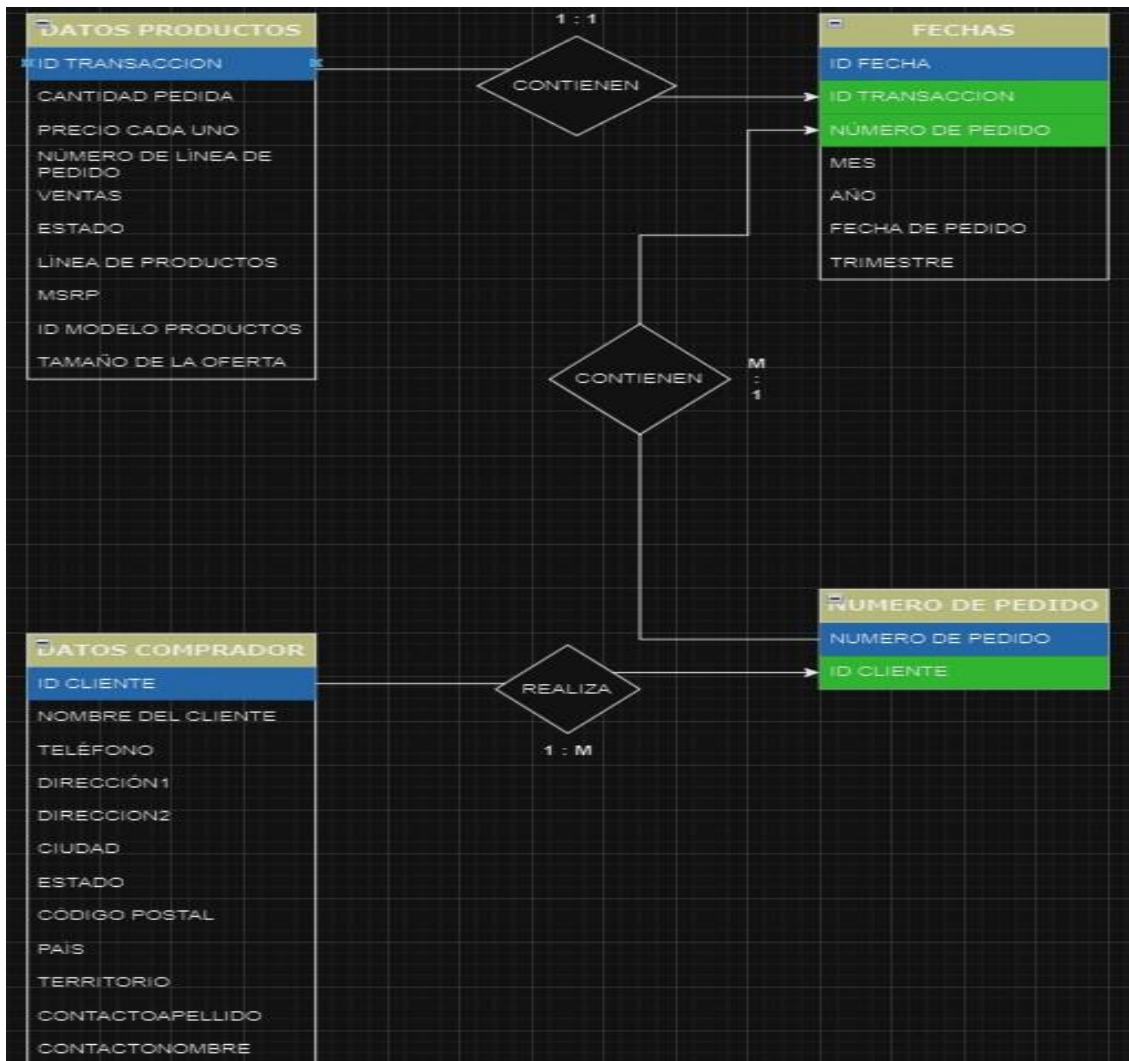 DATOS PRODUCTOS
ID TRANSACCION
CANTIDAD PEDIDA
PRECIO CADA UNO
NÚMERO DE LÍNEA DE
PEDIDO
VENTAS
ESTADO
LÍNEA DE PRODUCTOS
MSRP
ID MODELO PRODUCTOS
TAMAÑO DE LA OFERTA
1 : 1
CONTIENEN
FECHAS
ID FECHA
ID TRANSACCION
NÚMERO DE PEDIDO
MES
AÑO
FECHA DE PEDIDO
TRIMESTRE
CONTIENEN
M
:
1
NUMERO DE PEDIDO
NUMERO DE PEDIDO
ID CLIENTE
DATOS COMPRADOR
ID CLIENTE
NOMBRE DEL CLIENTE
TELÉFONO
DIRECCIÓN1
DIRECCION2
CIUDAD
ESTADO
CÓDIGO POSTAL
PAÍS
TERRITORIO
CONTACTOAPELLIDO
CONTACTONOMBRE
REALIZA
1 : M